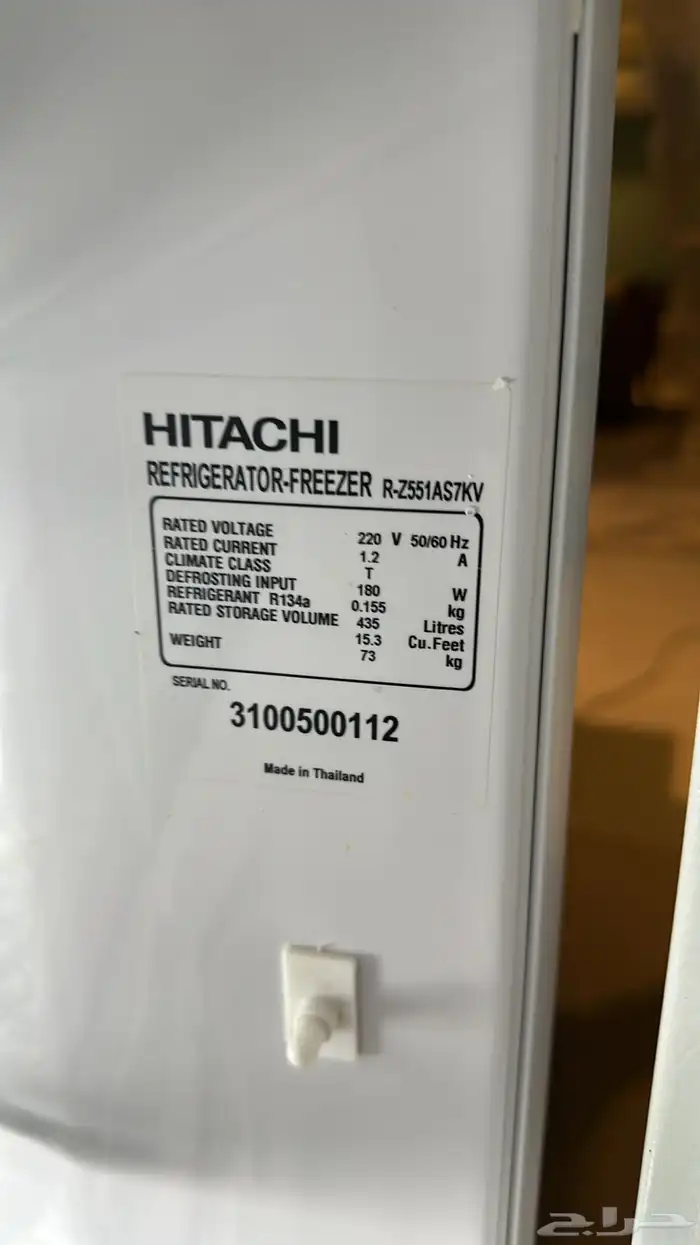 HITACHI
REFRIGERATOR-FREEZER R-Z551AS7KV
RATED VOLTAGE 220 V 50/60 Hz
RATED CURRENT 1.2 A
CLIMATE CLASS T
DEFROSTING INPUT 180 W
REFRIGERANT R134a 0.155 kg
RATED STORAGE VOLUME 435 Litres
15.3 Cu.Feet
WEIGHT 73 kg
SERIAL NO.
3100500112
Made in Thailand
حراج